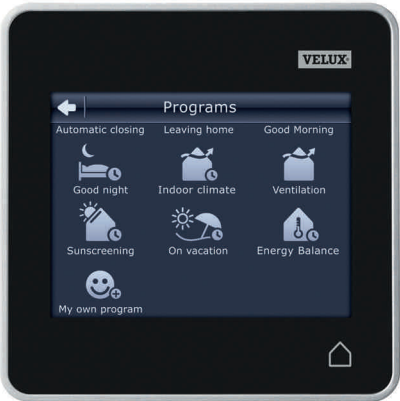 VELUX
Programs
Automatic closing Leaving home Good Morning
Good night Indoor climate Ventilation
Sunscreening On vacation Energy Balance
My own program